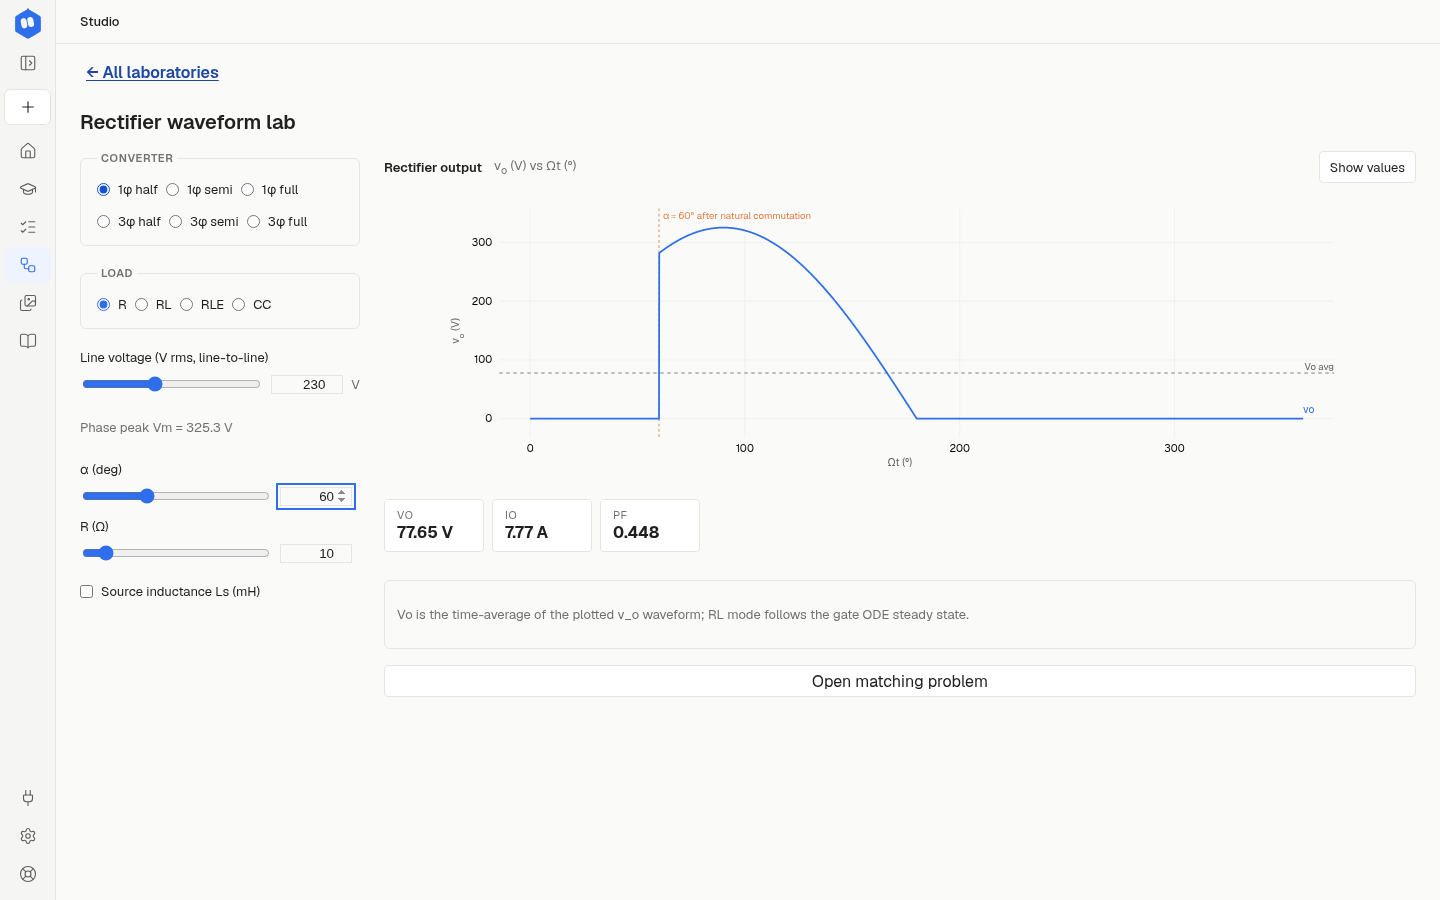 Studio
← All laboratories
Rectifier waveform lab
CONVERTER
1φ half 1φ semi 1φ full
3φ half 3φ semi 3φ full
LOAD
R RL RLE CC
Line voltage (V rms, line-to-line)
230 V
Phase peak Vm = 325.3 V
α (deg)
60
R (Ω)
10
Source inductance Ls (mH)
Rectifier output vo (V) vs Ωt (°)
Show values
α = 60° after natural commutation
300
200
100
0
vo (V)
Vo avg
vo
0 100 200 300
Ωt (°)
VO
77.65 V
IO
7.77 A
PF
0.448
Vo is the time-average of the plotted v_o waveform; RL mode follows the gate ODE steady state.
Open matching problem